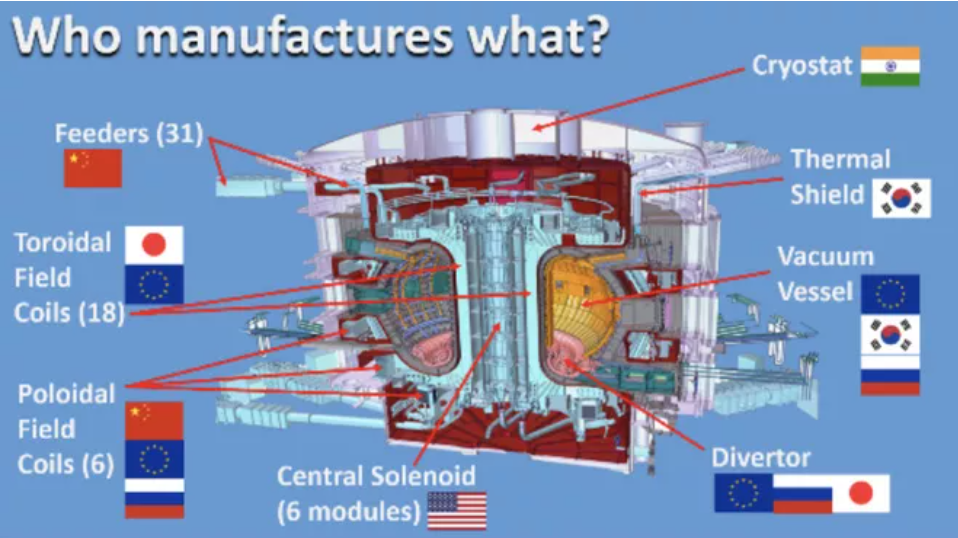 Who manufactures what?
Cryostat
Feeders (31)
Thermal
Shield
Toroidal
Field
Coils (18)
Vacuum
Vessel
Poloidal
Field
Coils (6)
Central Solenoid
(6 modules)
Divertor